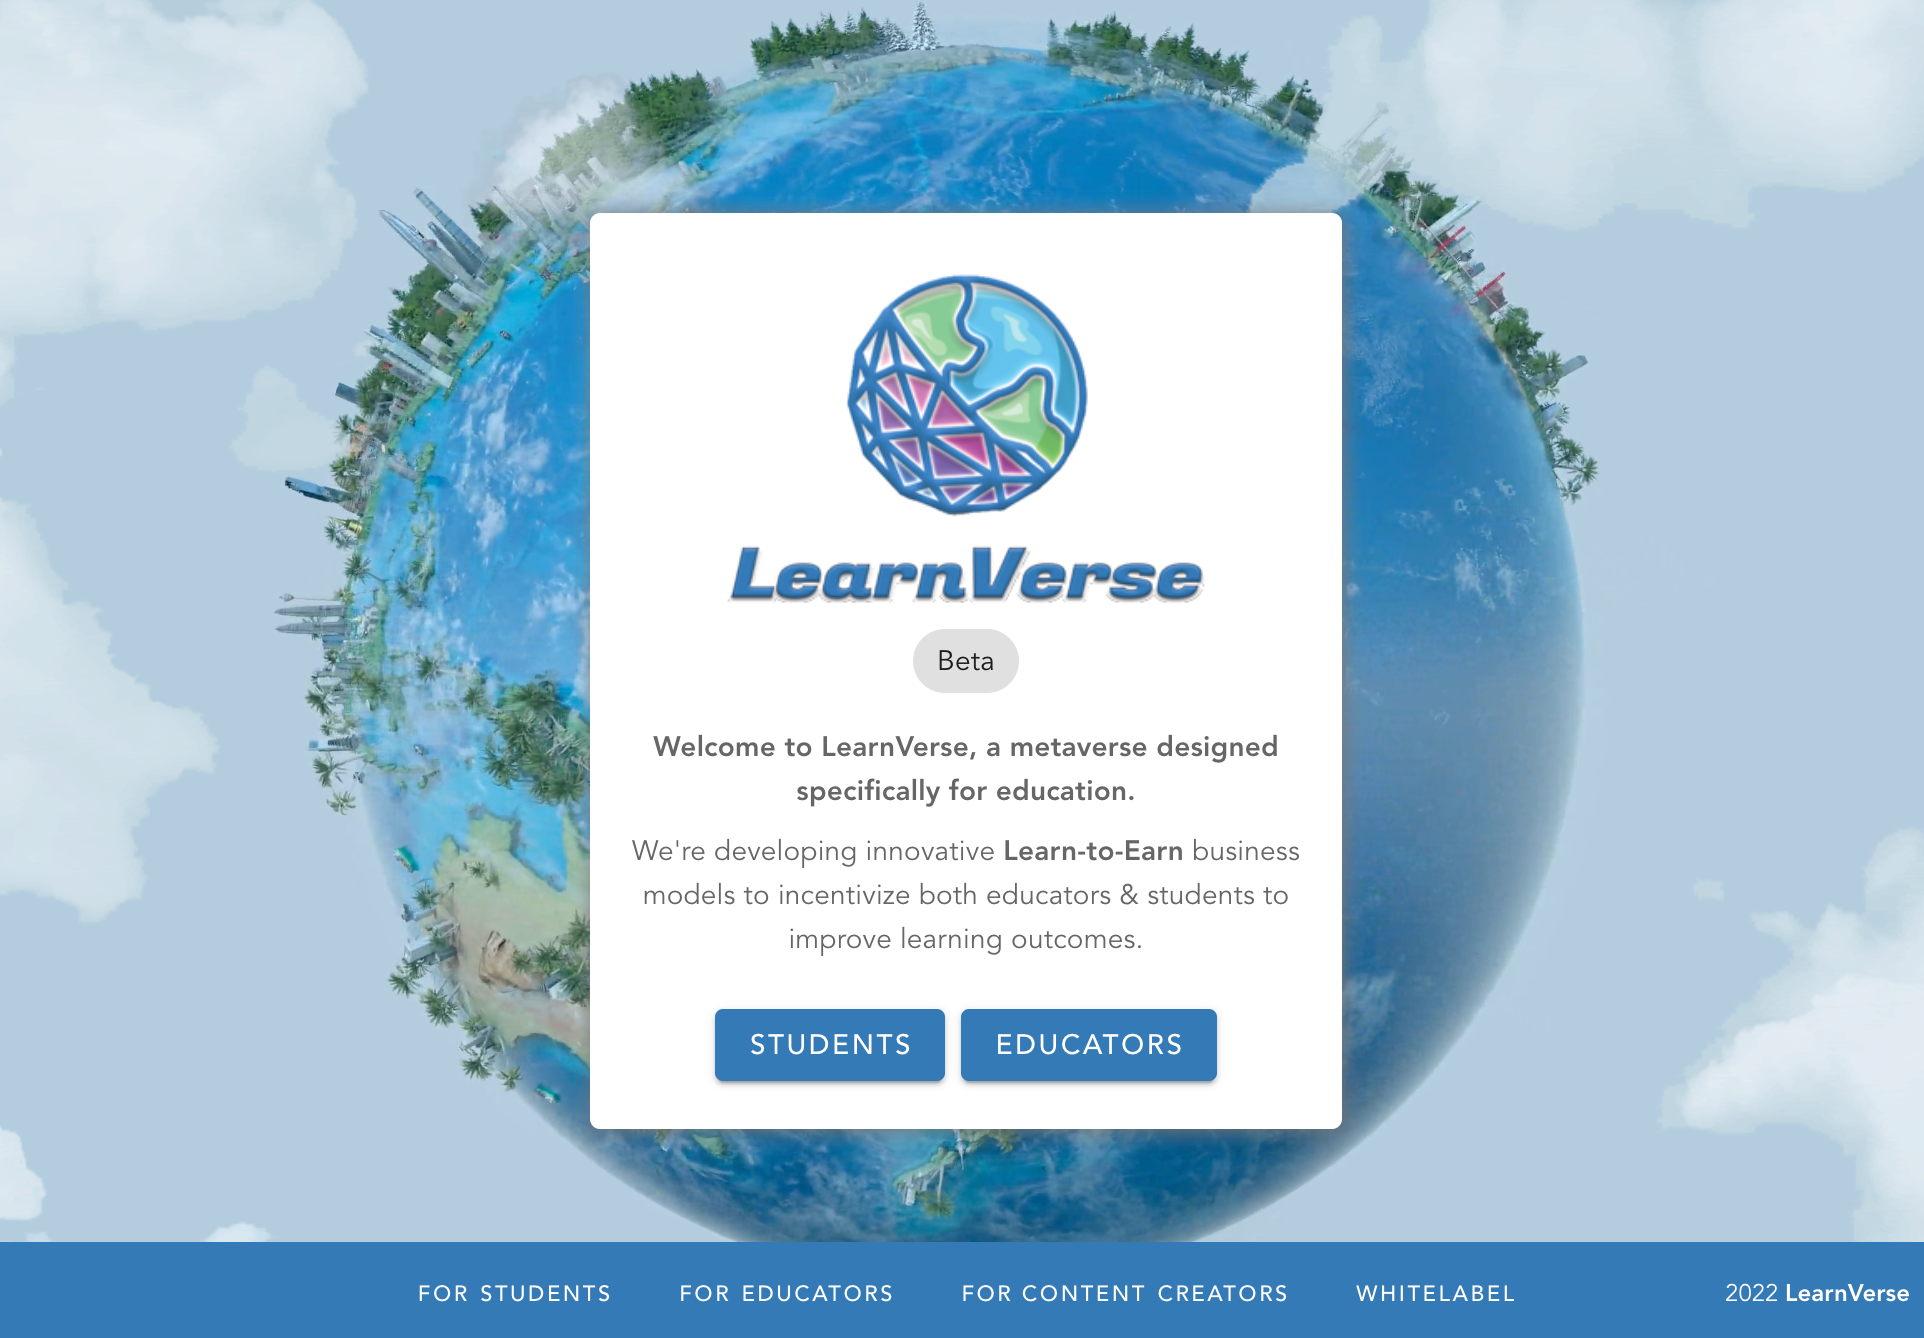 LearnVerse
Beta
Welcome to LearnVerse, a metaverse designed
specifically for education.
We're developing innovative Learn-to-Earn business
models to incentivize both educators & students to
improve learning outcomes.
STUDENTS EDUCATORS
FOR STUDENTS FOR EDUCATORS FOR CONTENT CREATORS WHITELABEL 2022 LearnVerse